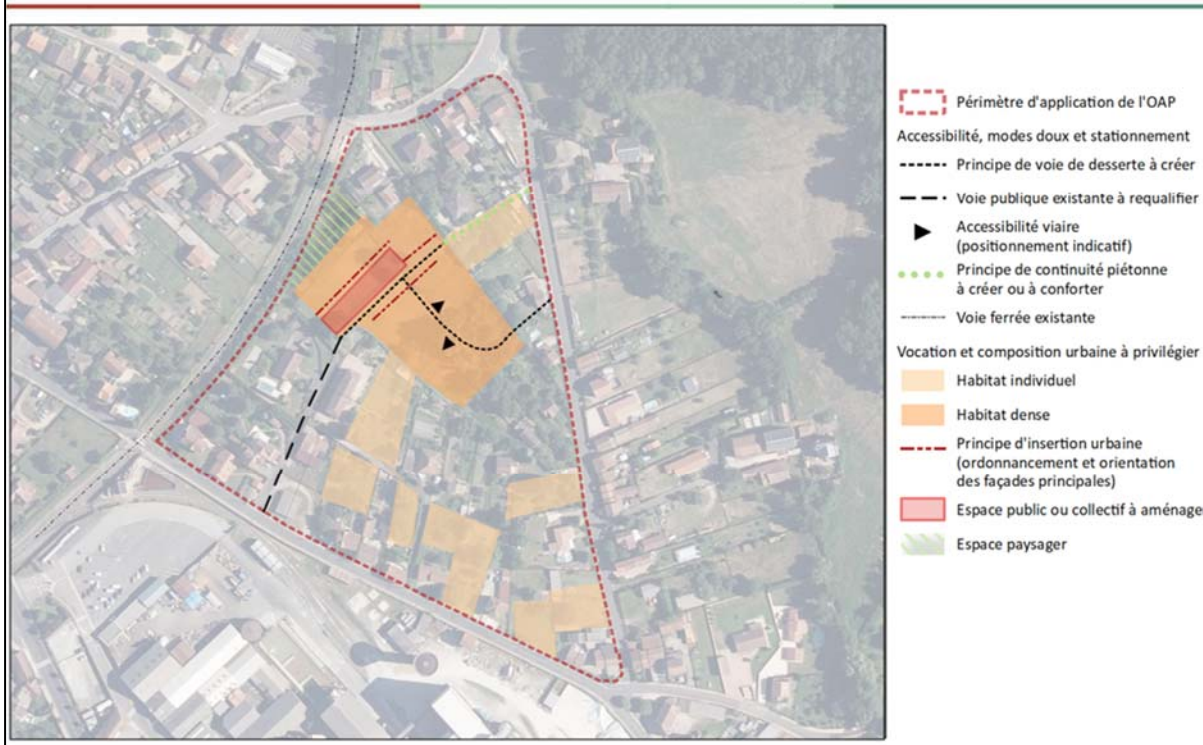 Périmètre d'application de l'OAP
Accessibilité, modes doux et stationnement
Principe de voie de desserte à créer
Voie publique existante à requalifier
Accessibilité viaire
(positionnement indicatif)
Principe de continuité piétonne
à créer ou à conforter
Voie ferrée existante
Vocation et composition urbaine à privilégier
Habitat individuel
Habitat dense
Principe d'insertion urbaine
(ordonnancement et orientation
des façades principales)
Espace public ou collectif à aménager
Espace paysager